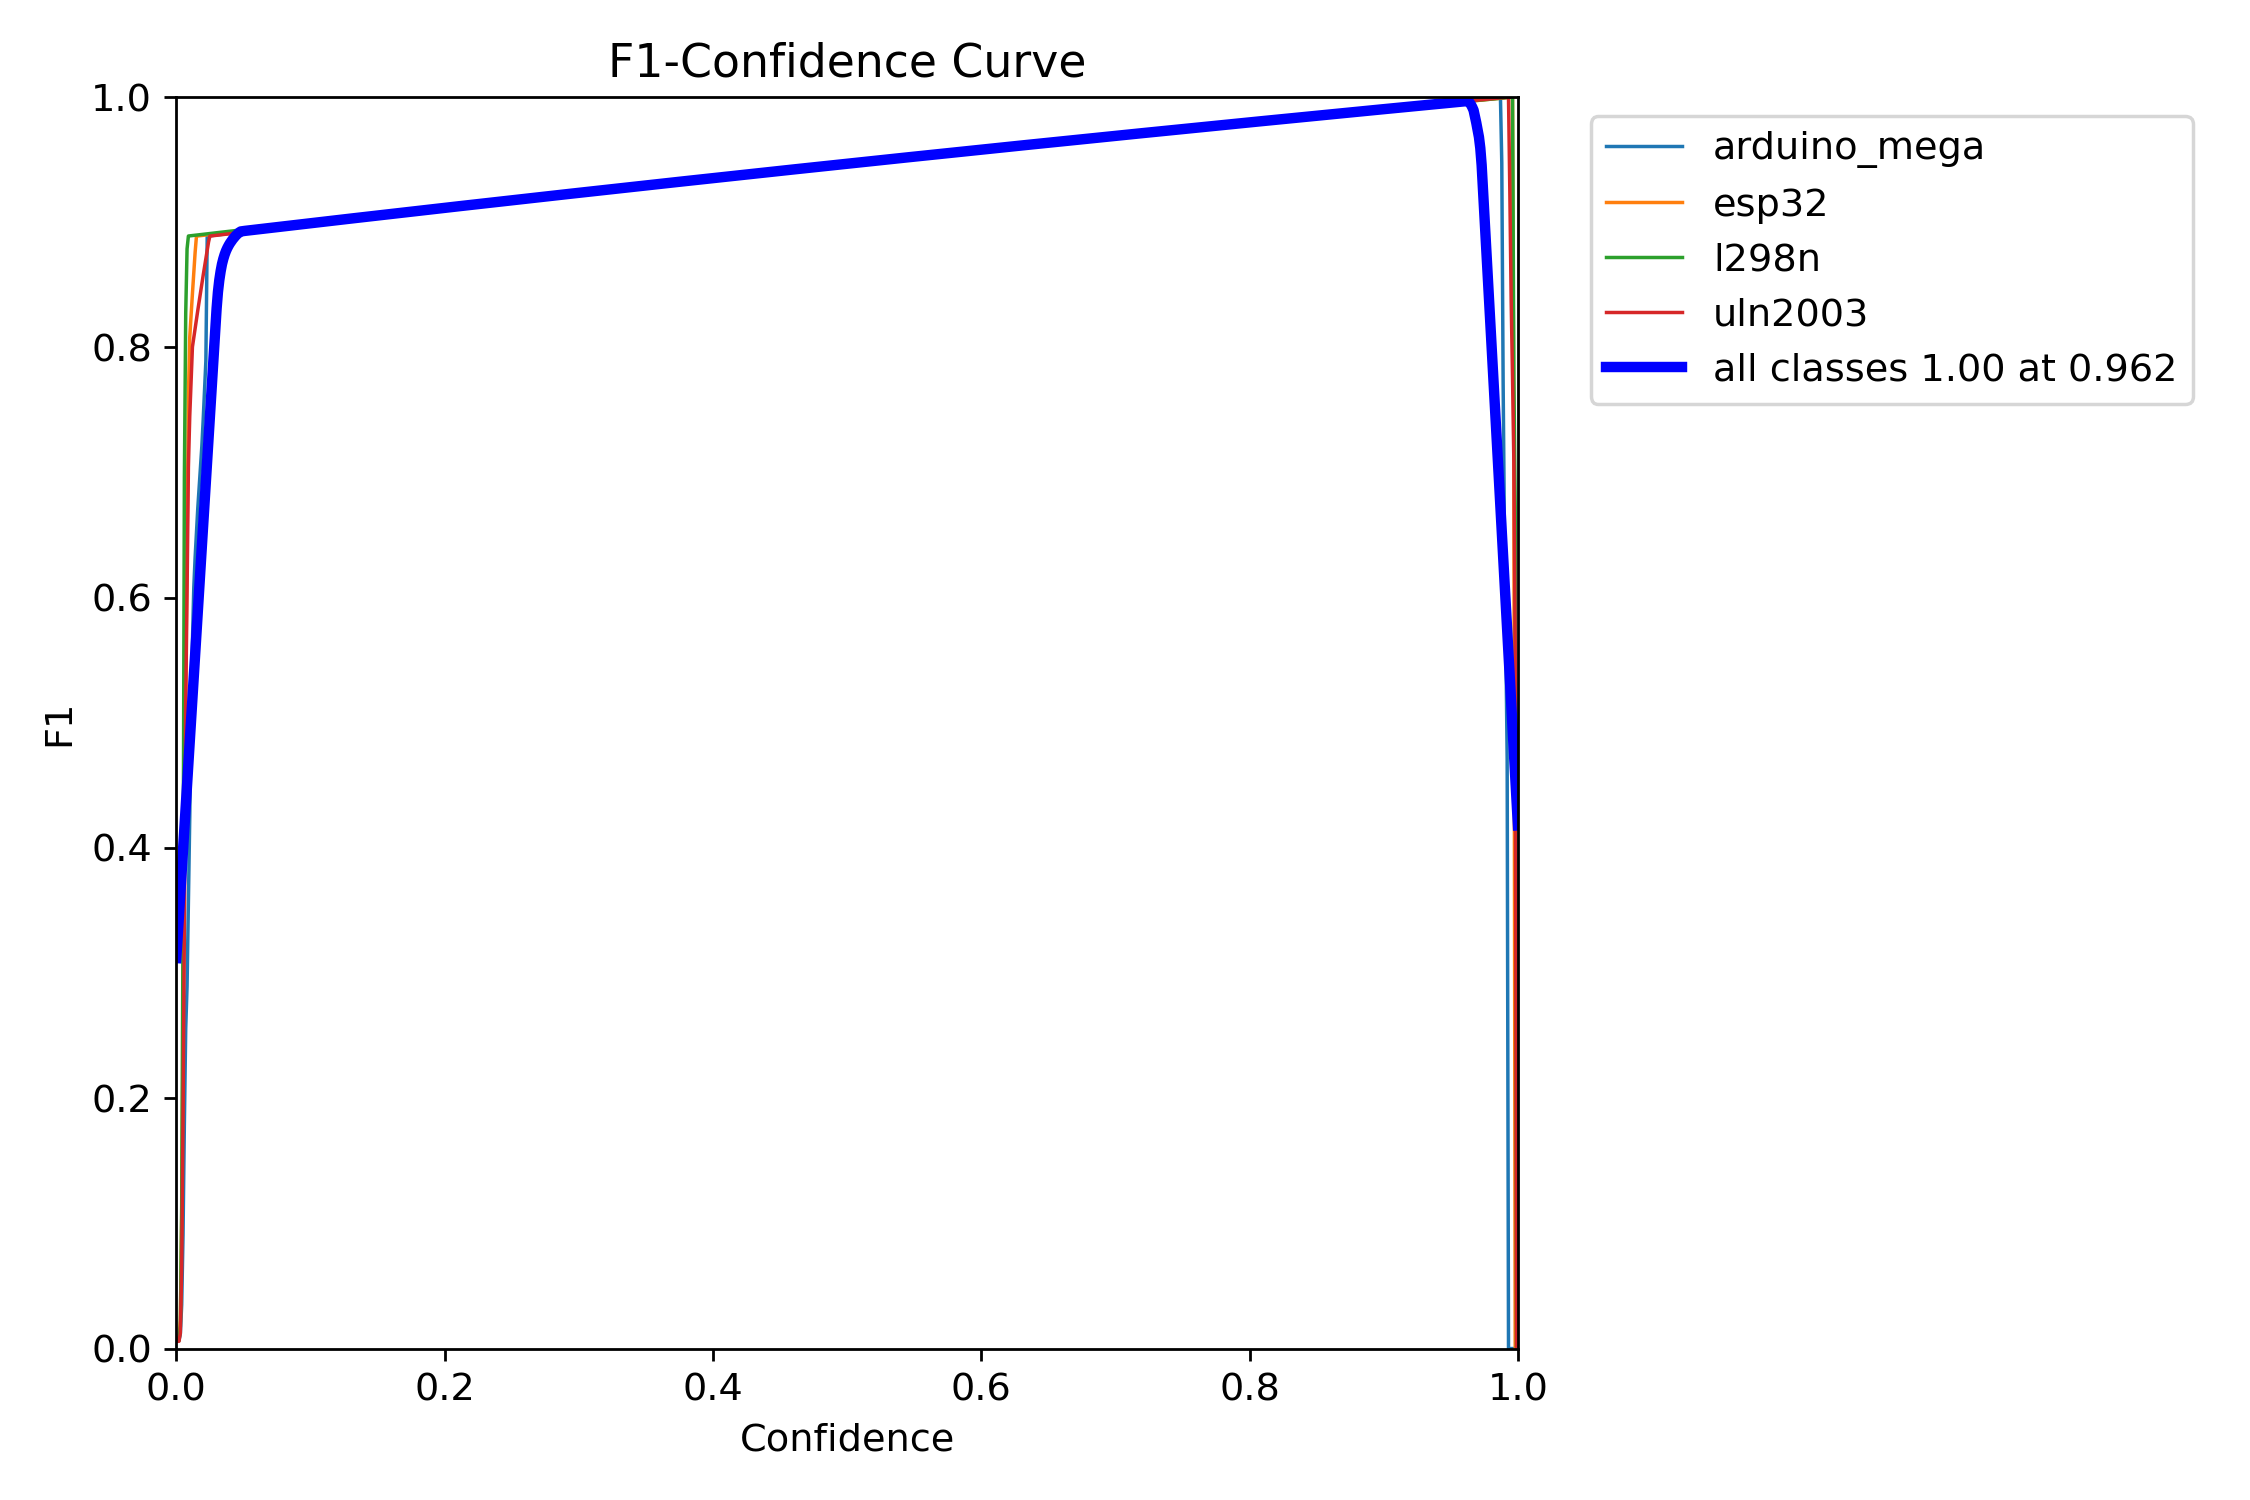 F1-Confidence Curve
1.0
0.8
0.6
0.4
0.2
0.0
F1
0.0 0.2 0.4 0.6 0.8 1.0
Confidence
arduino_mega
esp32
l298n
uln2003
all classes 1.00 at 0.962